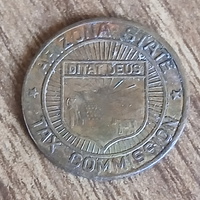 ARIZONA STATE
DITAT DEUS
TAX COMMISSION